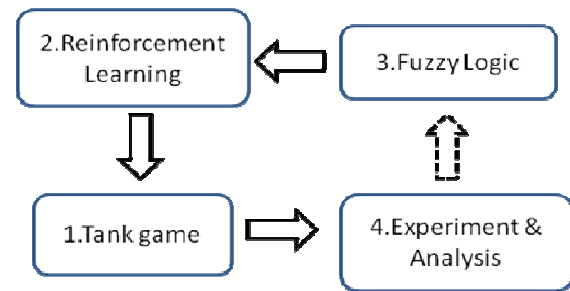 2.Reinforcement
Learning
3.Fuzzy Logic
1.Tank game
4.Experiment &
Analysis